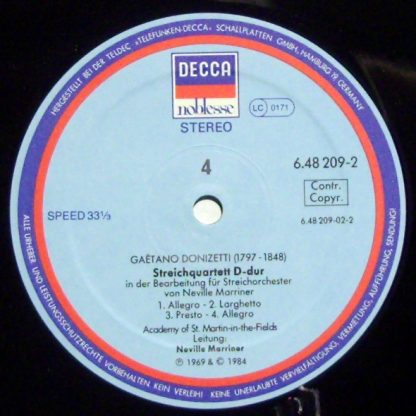 HERGESTELLT BEI DER TELDEC »TELEFUNKEN-DECCA« SCHALLPLATTEN GMBH, HAMBURG 19, GERMANY
DECCA
noblesse
LC 0171
STEREO
4
6.48 209-2
Contr.
Copyr.
SPEED 33⅓
6.48 209-02-2
GAËTANO DONIZETTI (1797 - 1848)
Streichquartett D-dur
in der Bearbeitung für Streichorchester
von Neville Marriner
1. Allegro - 2. Larghetto
3. Presto - 4. Allegro
Academy of St. Martin-in-the-Fields
Leitung:
Neville Marriner
Ⓟ 1969 & © 1984
ALLE URHEBER- UND LEISTUNGSSCHUTZRECHTE VORBEHALTEN. KEIN VERLEIH! KEINE UNERLAUBTE VERVIELFÄLTIGUNG, VERMIETUNG, AUFFÜHRUNG, SENDUNG!